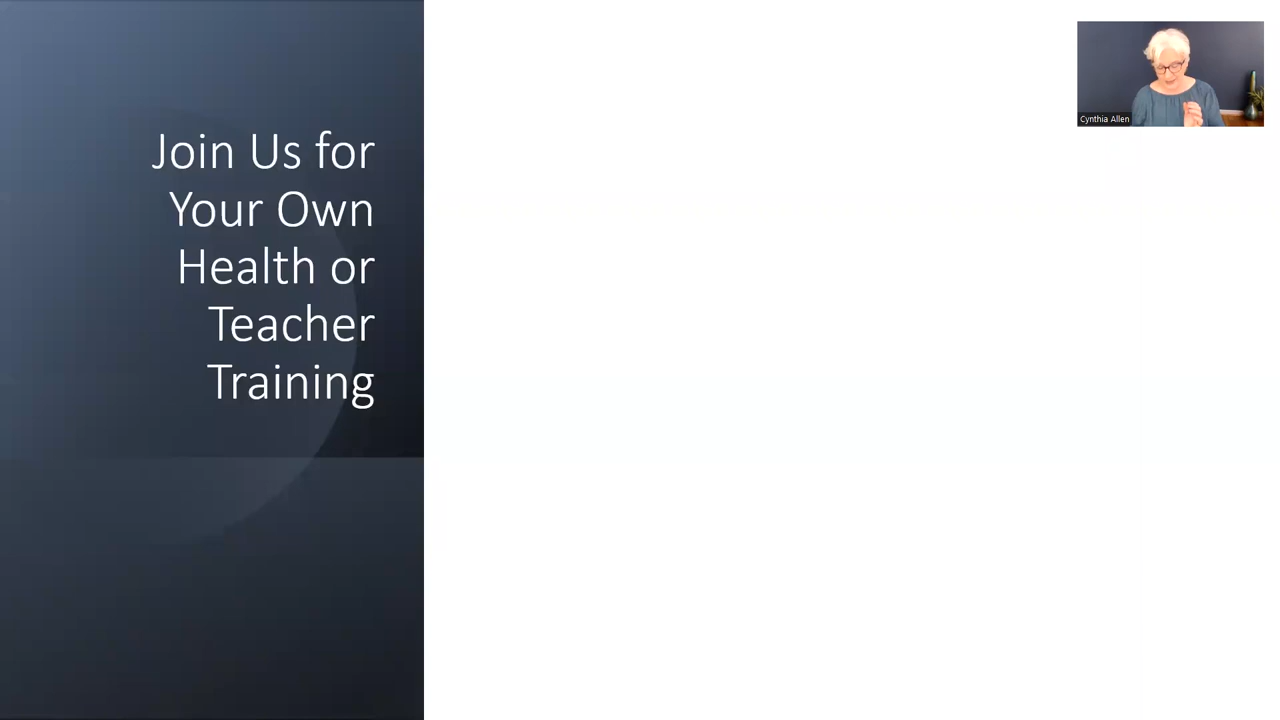 Join Us for
Your Own
Health or
Teacher
Training
Cynthia Allen